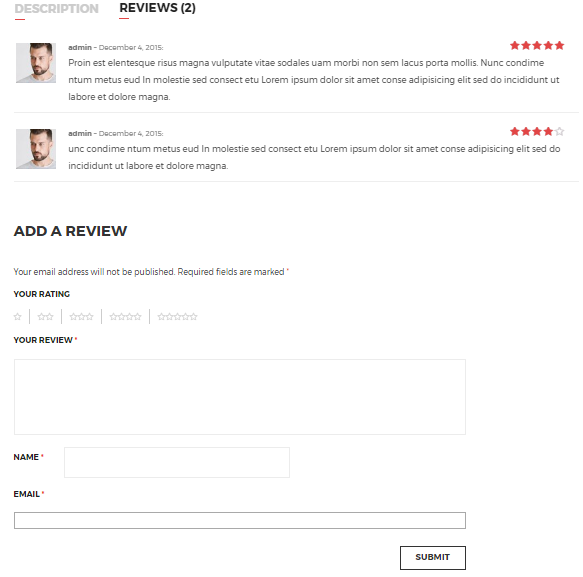 DESCRIPTION REVIEWS (2)
admin – December 4, 2015:
Proin est elentesque risus magna vulputate vitae sodales uam morbi non sem lacus porta mollis. Nunc condime
ntum metus eud In molestie sed consect etu Lorem ipsum dolor sit amet conse adipisicing elit sed do incididunt ut
labore et dolore magna.
admin – December 4, 2015:
unc condime ntum metus eud In molestie sed consect etu Lorem ipsum dolor sit amet conse adipisicing elit sed do
incididunt ut labore et dolore magna.
ADD A REVIEW
Your email address will not be published. Required fields are marked *
YOUR RATING
YOUR REVIEW *
NAME *
EMAIL *
SUBMIT